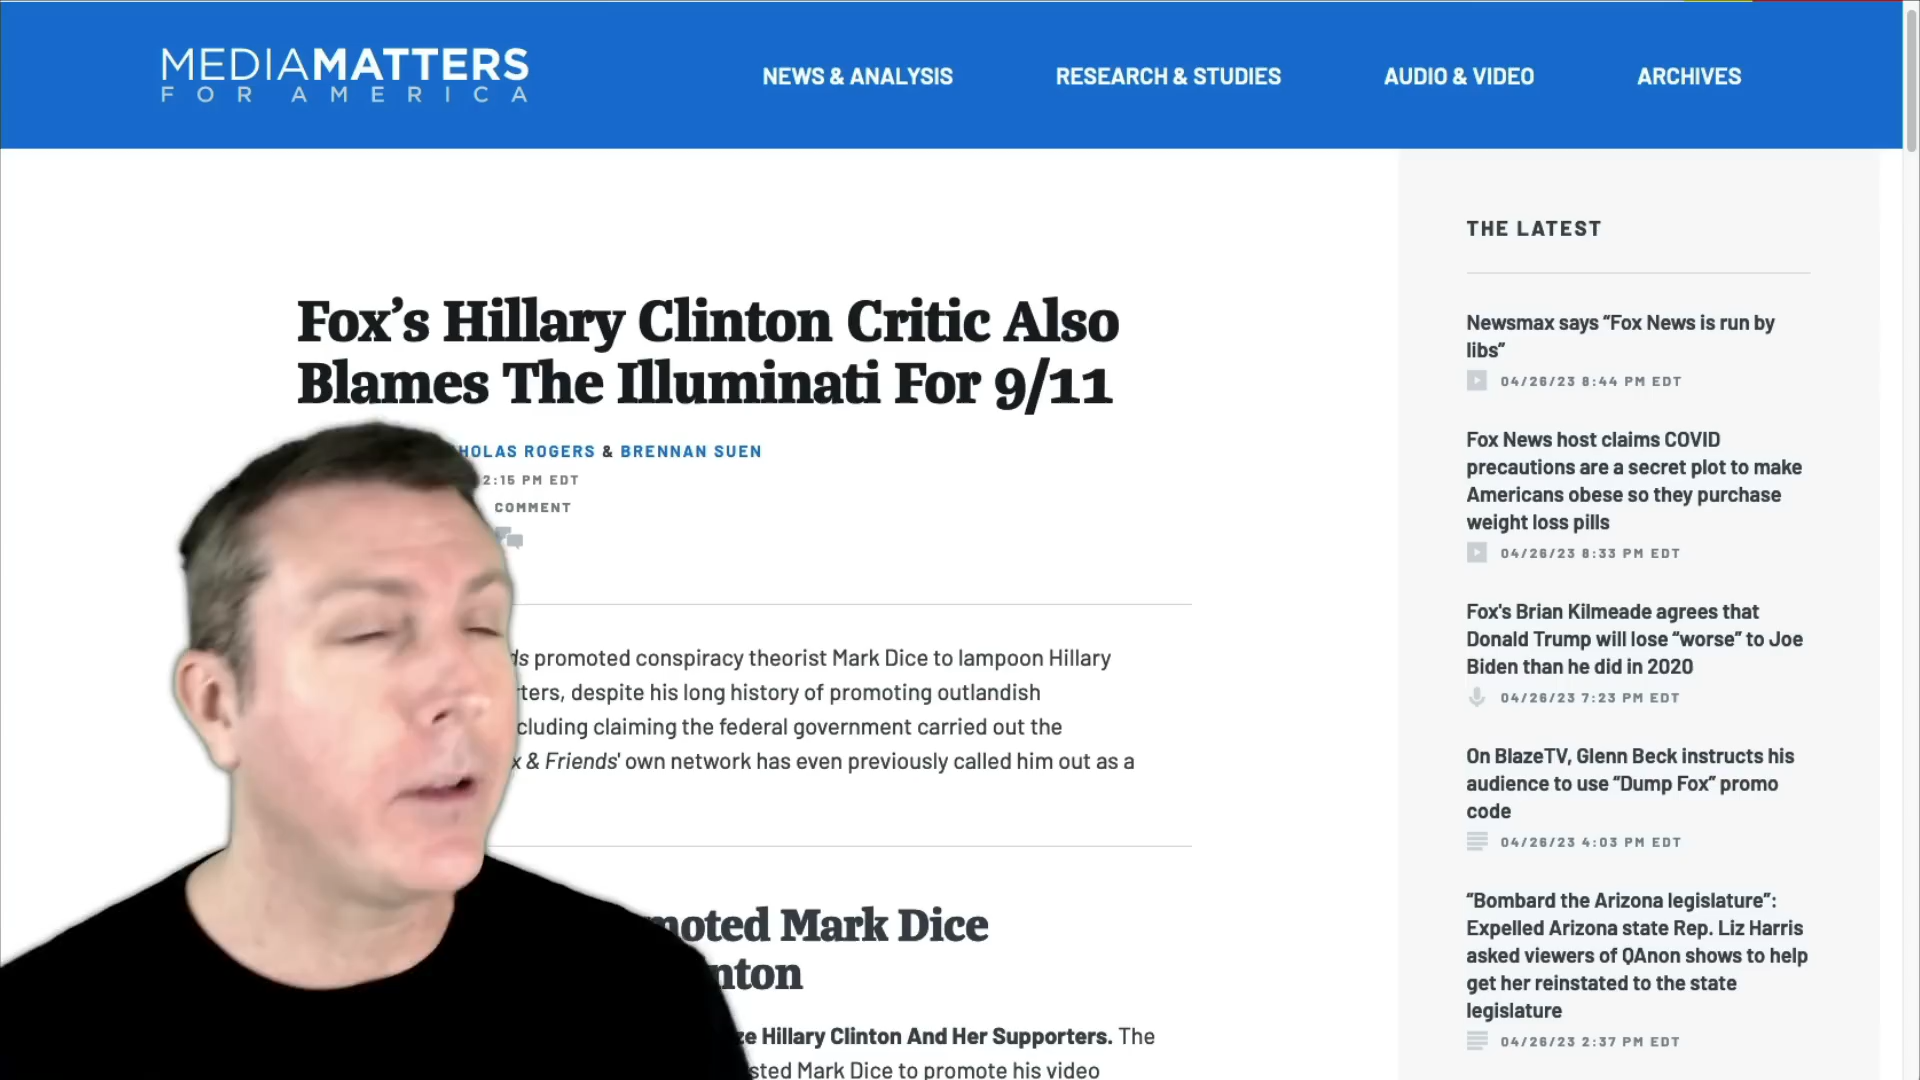 MEDIAMATTERS
FOR AMERICA
NEWS & ANALYSIS
RESEARCH & STUDIES
AUDIO & VIDEO
ARCHIVES
Fox’s Hillary Clinton Critic Also
Blames The Illuminati For 9/11
ROGERS & BRENNAN SUEN
2:15 PM EDT
COMMENT
promoted conspiracy theorist Mark Dice to lampoon Hillary
despite his long history of promoting outlandish
claiming the federal government carried out the
& Friends' own network has even previously called him out as a
Mark Dice
Hillary Clinton And Her Supporters. The
Mark Dice to promote his video
THE LATEST
Newsmax says “Fox News is run by
libs”
04/26/23 8:44 PM EDT
Fox News host claims COVID
precautions are a secret plot to make
Americans obese so they purchase
weight loss pills
04/26/23 8:33 PM EDT
Fox's Brian Kilmeade agrees that
Donald Trump will lose “worse” to Joe
Biden than he did in 2020
04/26/23 7:23 PM EDT
On BlazeTV, Glenn Beck instructs his
audience to use “Dump Fox” promo
code
04/26/23 4:03 PM EDT
“Bombard the Arizona legislature”:
Expelled Arizona state Rep. Liz Harris
asked viewers of QAnon shows to help
get her reinstated to the state
legislature
04/26/23 2:37 PM EDT